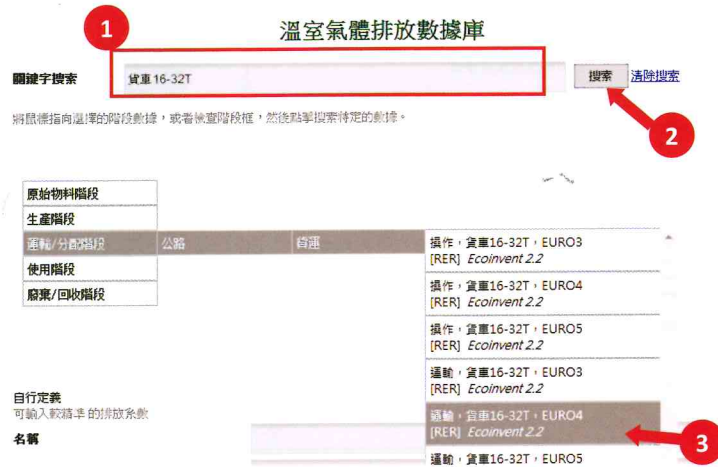 1
溫室氣體排放數據庫
關鍵字搜索 貨車16-32T 搜索 清除搜索
2
將鼠標指向選擇的階段數據，或者檢查階段框，然後點擊搜索特定的數據。
原始物料階段
生產階段
運輸/分配階段 公路 貨運
使用階段
廢棄/回收階段
操作，貨車16-32T，EURO3
[RER] Ecoinvent 2.2
操作，貨車16-32T，EURO4
[RER] Ecoinvent 2.2
操作，貨車16-32T，EURO5
[RER] Ecoinvent 2.2
運輸，貨車16-32T，EURO3
[RER] Ecoinvent 2.2
運輸，貨車16-32T，EURO4
[RER] Ecoinvent 2.2
3
運輸，貨車16-32T，EURO5
自行定義
可輸入較精準的排放系數
名稱